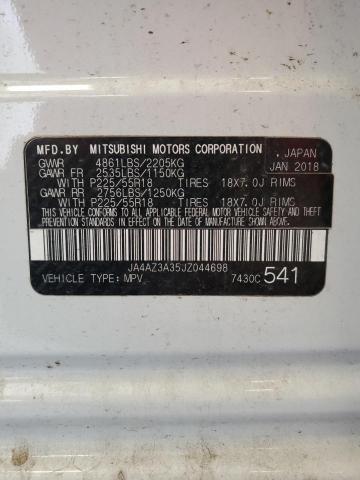 MFD.BY MITSUBISHI MOTORS CORPORATION . JAPAN
GVWR 4861LBS/2205KG JAN 2018
GAWR FR 2535LBS/1150KG
WITH P225/55R18 TIRES 18X7.0J RIMS
GAWR RR 2756LBS/1250KG
WITH P225/55R18 TIRES 18X7.0J RIMS
THIS VEHICLE CONFORMS TO ALL APPLICABLE FEDERAL MOTOR VEHICLE
SAFETY STANDARDS IN EFFECT ON THE DATE OF MANUFACTURE
SHOWN ABOVE.
JA4AZ3A35JZ044698
VEHICLE TYPE:MPV 7430C 541